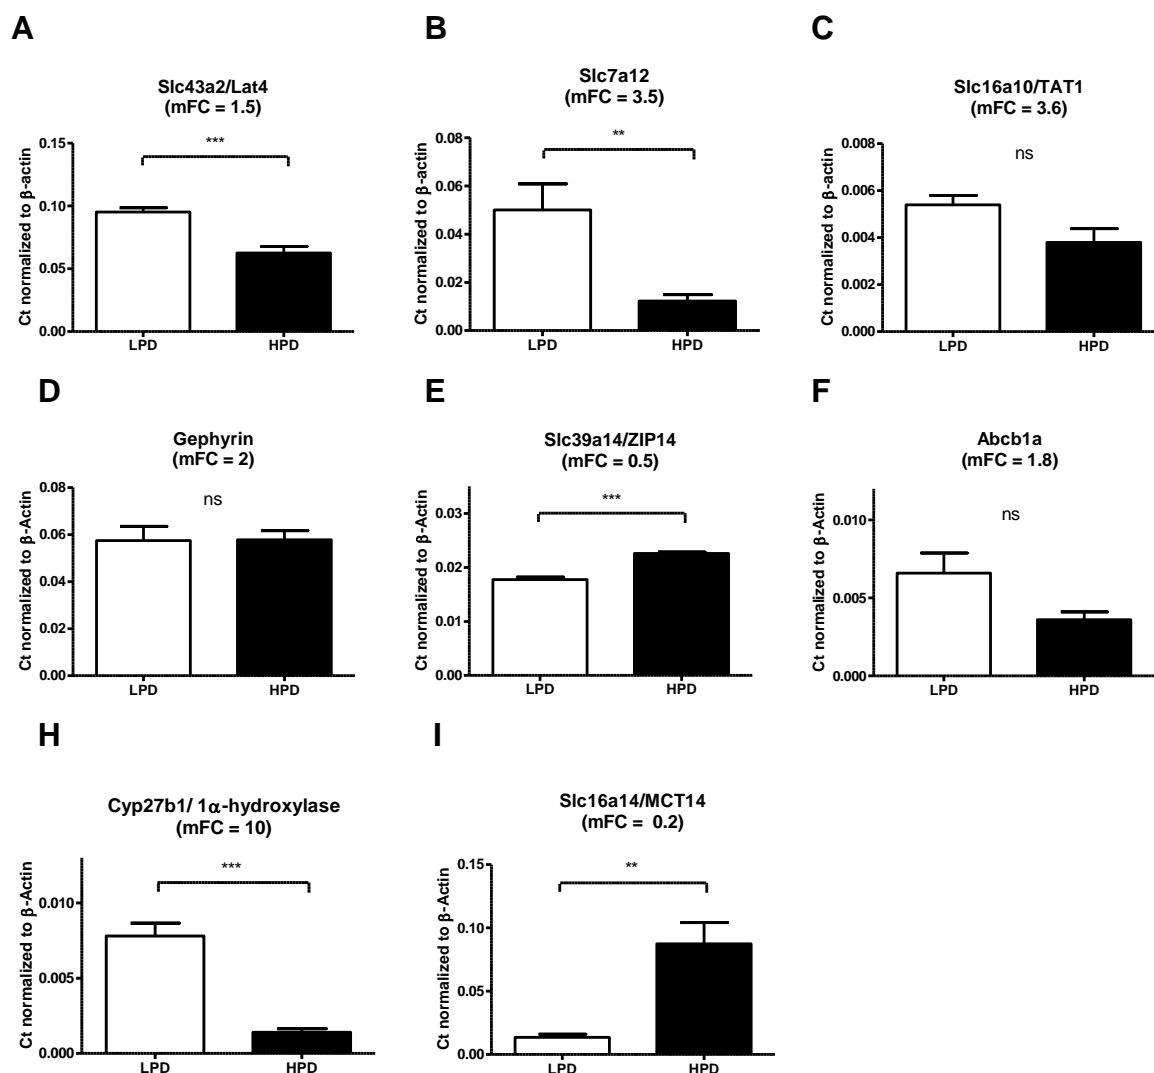 A
Slc43a2/Lat4
(mFC = 1.5)
***
Ct normalized to β-actin
0.15
0.10
0.05
0.00
LPD
HPD
B
Slc7a12
(mFC = 3.5)
**
Ct normalized to β-actin
0.08
0.06
0.04
0.02
0.00
LPD
HPD
C
Slc16a10/TAT1
(mFC = 3.6)
ns
Ct normalized to β-actin
0.008
0.006
0.004
0.002
0.000
LPD
HPD
D
Gephyrin
(mFC = 2)
ns
Ct normalized to β-Actin
0.08
0.06
0.04
0.02
0.00
LPD
HPD
E
Slc39a14/ZIP14
(mFC = 0.5)
***
Ct normalized to β-Actin
0.03
0.02
0.01
0.00
LPD
HPD
F
Abcb1a
(mFC = 1.8)
ns
Ct normalized to β-Actin
0.010
0.005
0.000
LPD
HPD
H
Cyp27b1/ 1α-hydroxylase
(mFC = 10)
***
Ct normalized to β-Actin
0.010
0.005
0.000
LPD
HPD
I
Slc16a14/MCT14
(mFC =  0.2)
**
Ct normalized to β-Actin
0.15
0.10
0.05
0.00
LPD
HPD